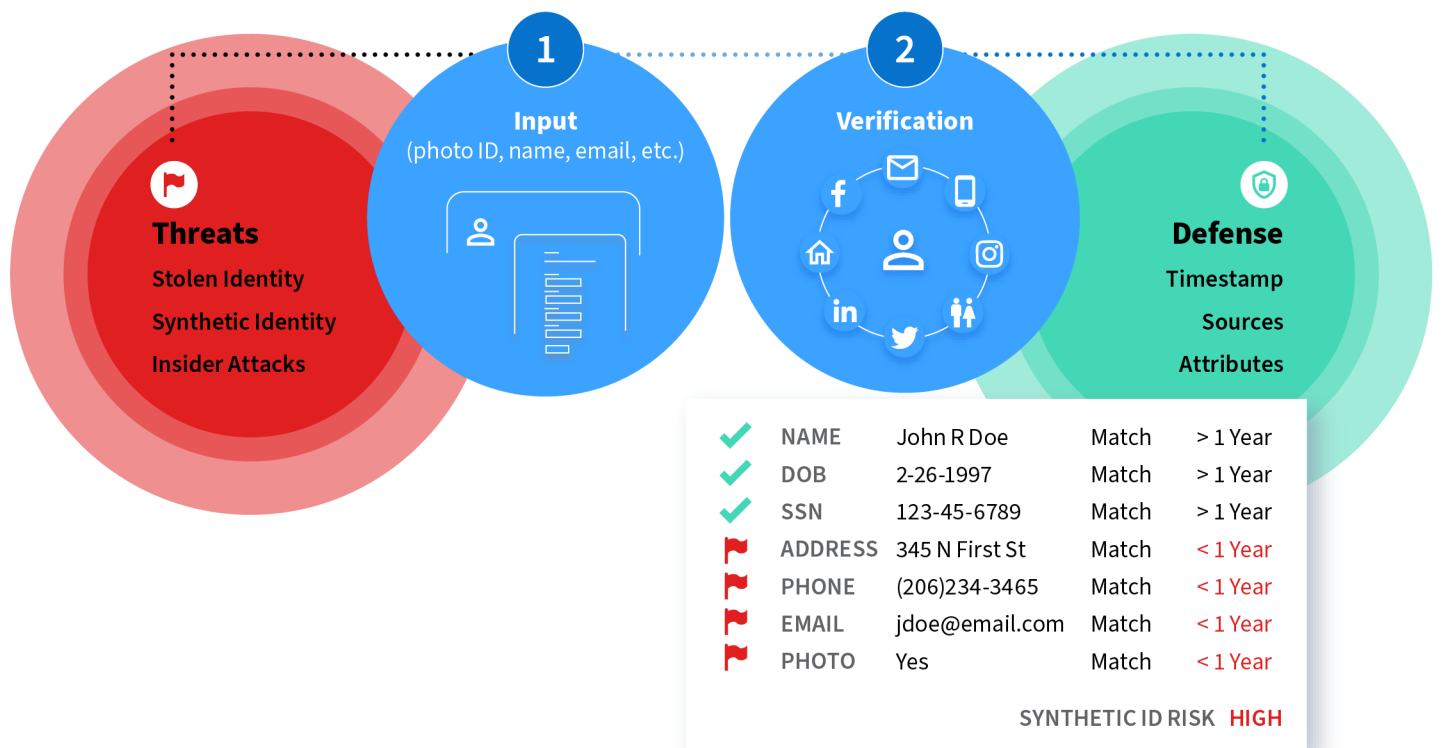 1
2
Input
(photo ID, name, email, etc.)
Verification
Threats
Stolen Identity
Synthetic Identity
Insider Attacks
f
in
Defense
Timestamp
Sources
Attributes
NAME John R Doe Match > 1 Year
DOB 2-26-1997 Match > 1 Year
SSN 123-45-6789 Match > 1 Year
ADDRESS 345 N First St Match < 1 Year
PHONE (206)234-3465 Match < 1 Year
EMAIL jdoe@email.com Match < 1 Year
PHOTO Yes Match < 1 Year
SYNTHETIC ID RISK HIGH